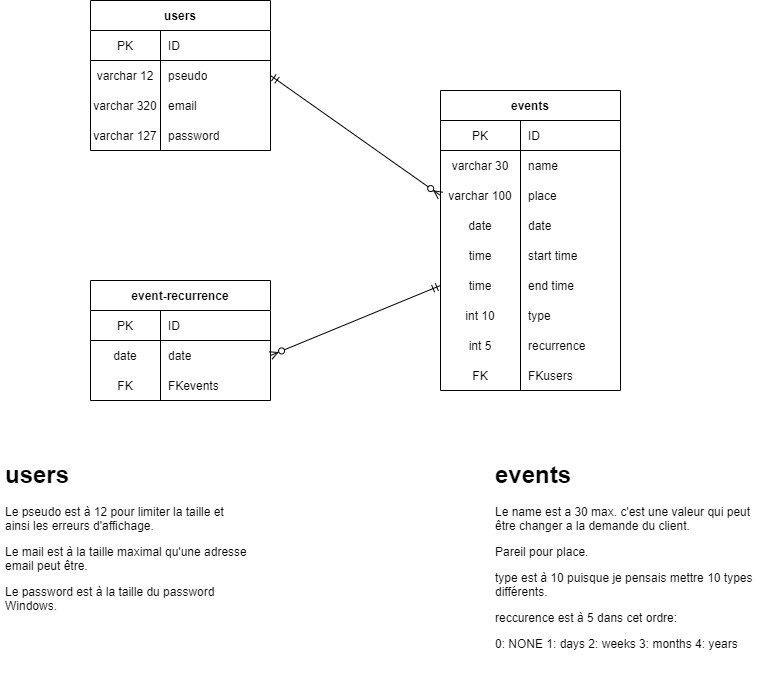 users
PK ID
varchar 12 pseudo
varchar 320 email
varchar 127 password
events
PK ID
varchar 30 name
varchar 100 place
date date
time start time
time end time
int 10 type
int 5 recurrence
FK FKusers
event-recurrence
PK ID
date date
FK FKevents
users
Le pseudo est à 12 pour limiter la taille et
ainsi les erreurs d'affichage.
Le mail est à la taille maximal qu'une adresse
email peut être.
Le password est à la taille du password
Windows.
events
Le name est a 30 max. c'est une valeur qui peut
être changer a la demande du client.
Pareil pour place.
type est à 10 puisque je pensais mettre 10 types
différents.
reccurence est à 5 dans cet ordre:
0: NONE 1: days 2: weeks 3: months 4: years